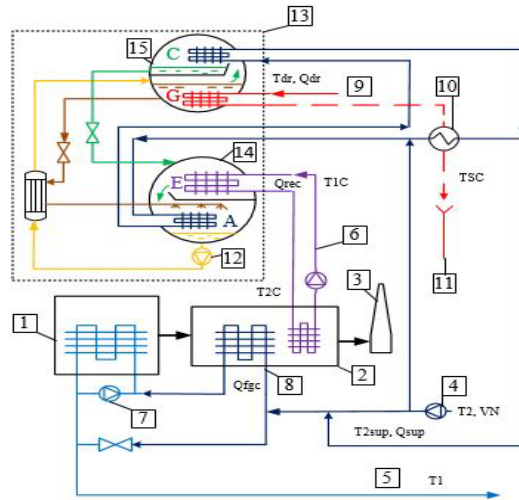 13
15
C
Tdr, Qdr
9
10
G
14
E
Qrec
T1C
TSC
A
6
12
11
T2C
3
1
2
Qfgc
8
4
T2, VN
7
T2sup, Qsup
5
T1